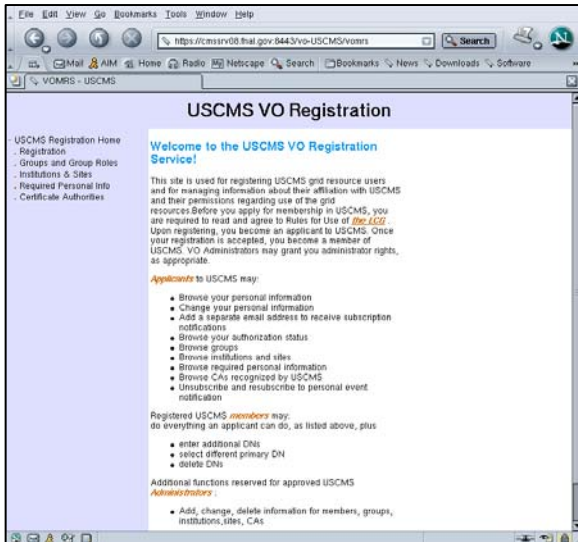 File Edit View Go Bookmarks Tools Window Help
https://cmssrv08.fnal.gov:8443/vo-USCMS/vomrs
Search
Mail AIM Home Radio Netscape Search Bookmarks News Downloads Software
VOMRS - USCMS
USCMS VO Registration
USCMS Registration Home
Registration
Groups and Group Roles
Institutions & Sites
Required Personal Info
Certificate Authorities
Welcome to the USCMS VO Registration
Service!
This site is used for registering USCMS grid resource users
and for managing information about their affiliation with USCMS
and their permissions regarding use of the grid
resources.Before you apply for membership in USCMS, you
are required to read and agree to Rules for Use of the LCG .
Upon registering, you become an applicant to USCMS. Once
your registration is accepted, you become a member of
USCMS. VO Administrators may grant you administrator rights,
as appropriate.
Applicants to USCMS may:
Browse your personal information
Change your personal information
Add a separate email address to receive subscription
notifications
Browse your authorization status
Browse groups
Browse institutions and sites
Browse required personal information
Browse CAs recognized by USCMS
Unsubscribe and resubscribe to personal event
notification
Registered USCMS members may:
do everything an applicant can do, as listed above, plus
enter additional DNs
select different primary DN
delete DNs
Additional functions reserved for approved USCMS
Administrators :
Add, change, delete information for members, groups,
institutions,sites, CAs